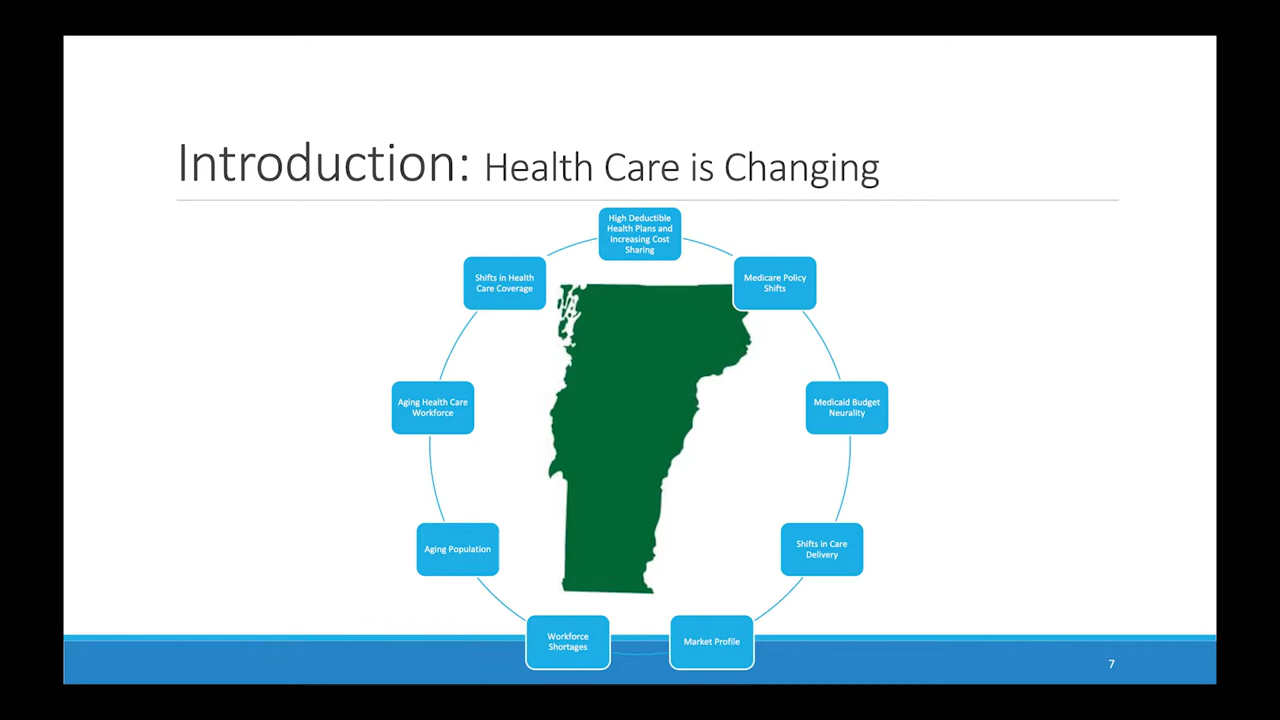 Introduction: Health Care is Changing
High Deductible
Health Plans and
Increasing Cost
Sharing
Medicare Policy
Shifts
Medicaid Budget
Neurality
Shifts in Care
Delivery
Market Profile
Workforce
Shortages
Aging Population
Aging Health Care
Workforce
Shifts in Health
Care Coverage
7